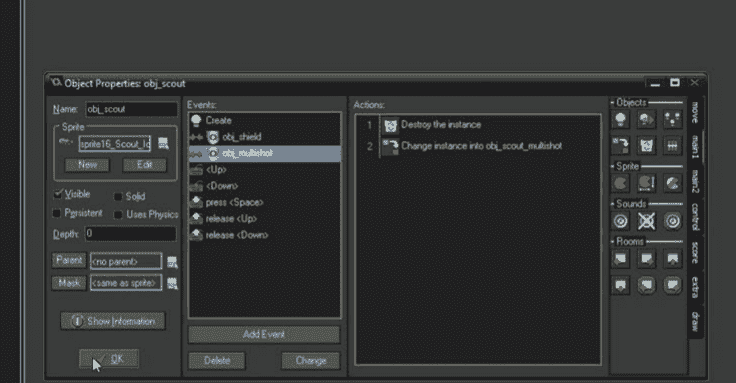 Object Properties: obj_scout
Name: obj_scout
Sprite
sprite16_Scout_Id
New
Edit
Visible
Solid
Persistent
Uses Physics
Depth: 0
Parent <no parent>
Mask <same as sprite>
Show Information
OK
Events:
Create
obj_shield
obj_multishot
<Up>
<Down>
press <Space>
release <Up>
release <Down>
Add Event
Delete
Change
Actions:
1 Destroy the instance
2 Change instance into obj_scout_multishot
Objects
Sprite
Sounds
Rooms
move
main1
main2
control
score
extra
draw